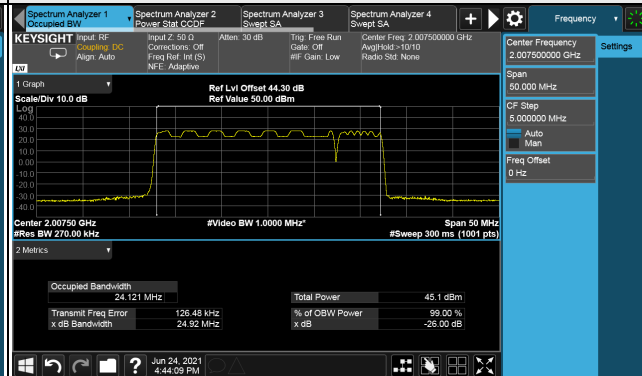 Spectrum Analyzer 1
Occupied BW
Spectrum Analyzer 2
Power Stat CCDF
Spectrum Analyzer 3
Swept SA
Spectrum Analyzer 4
Swept SA
Frequency
KEYSIGHT
Input: RF
Coupling: DC
Align: Auto
Input Z: 50 Ω
Corrections: Off
Freq Ref: Int (S)
NFE: Adaptive
Atten: 30 dB
Trig: Free Run
Gate: Off
#IF Gain: Low
Center Freq: 2.007500000 GHz
Avg|Hold:>10/10
Radio Std: None
LXI
Center Frequency
2.007500000 GHz
Settings
Span
50.000 MHz
CF Step
5.000000 MHz
Auto
Man
Freq Offset
0 Hz
1 Graph
Scale/Div 10.0 dB
Ref Lvl Offset 44.30 dB
Ref Value 50.00 dBm
Log
40.0
30.0
20.0
10.0
0.00
-10.0
-20.0
-30.0
-40.0
Center 2.00750 GHz
#Video BW 1.0000 MHz*
Span 50 MHz
#Res BW 270.00 kHz
#Sweep 300 ms (1001 pts)
2 Metrics
Occupied Bandwidth
24.121 MHz
Total Power 45.1 dBm
Transmit Freq Error 126.48 kHz
% of OBW Power 99.00 %
x dB Bandwidth 24.92 MHz
x dB -26.00 dB
?
Jun 24, 2021
4:44:09 PM